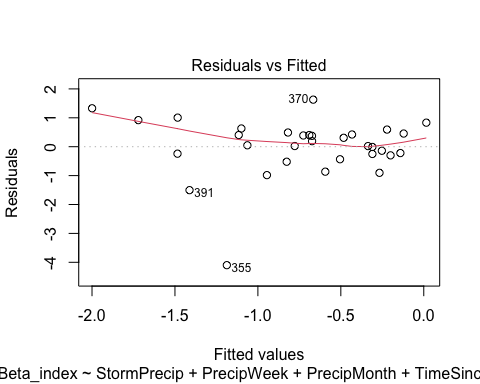 Residuals vs Fitted
Residuals
2
1
0
-1
-2
-3
-4
370
391
355
-2.0 -1.5 -1.0 -0.5 0.0
Fitted values
Beta_index ~ StormPrecip + PrecipWeek + PrecipMonth + TimeSinc